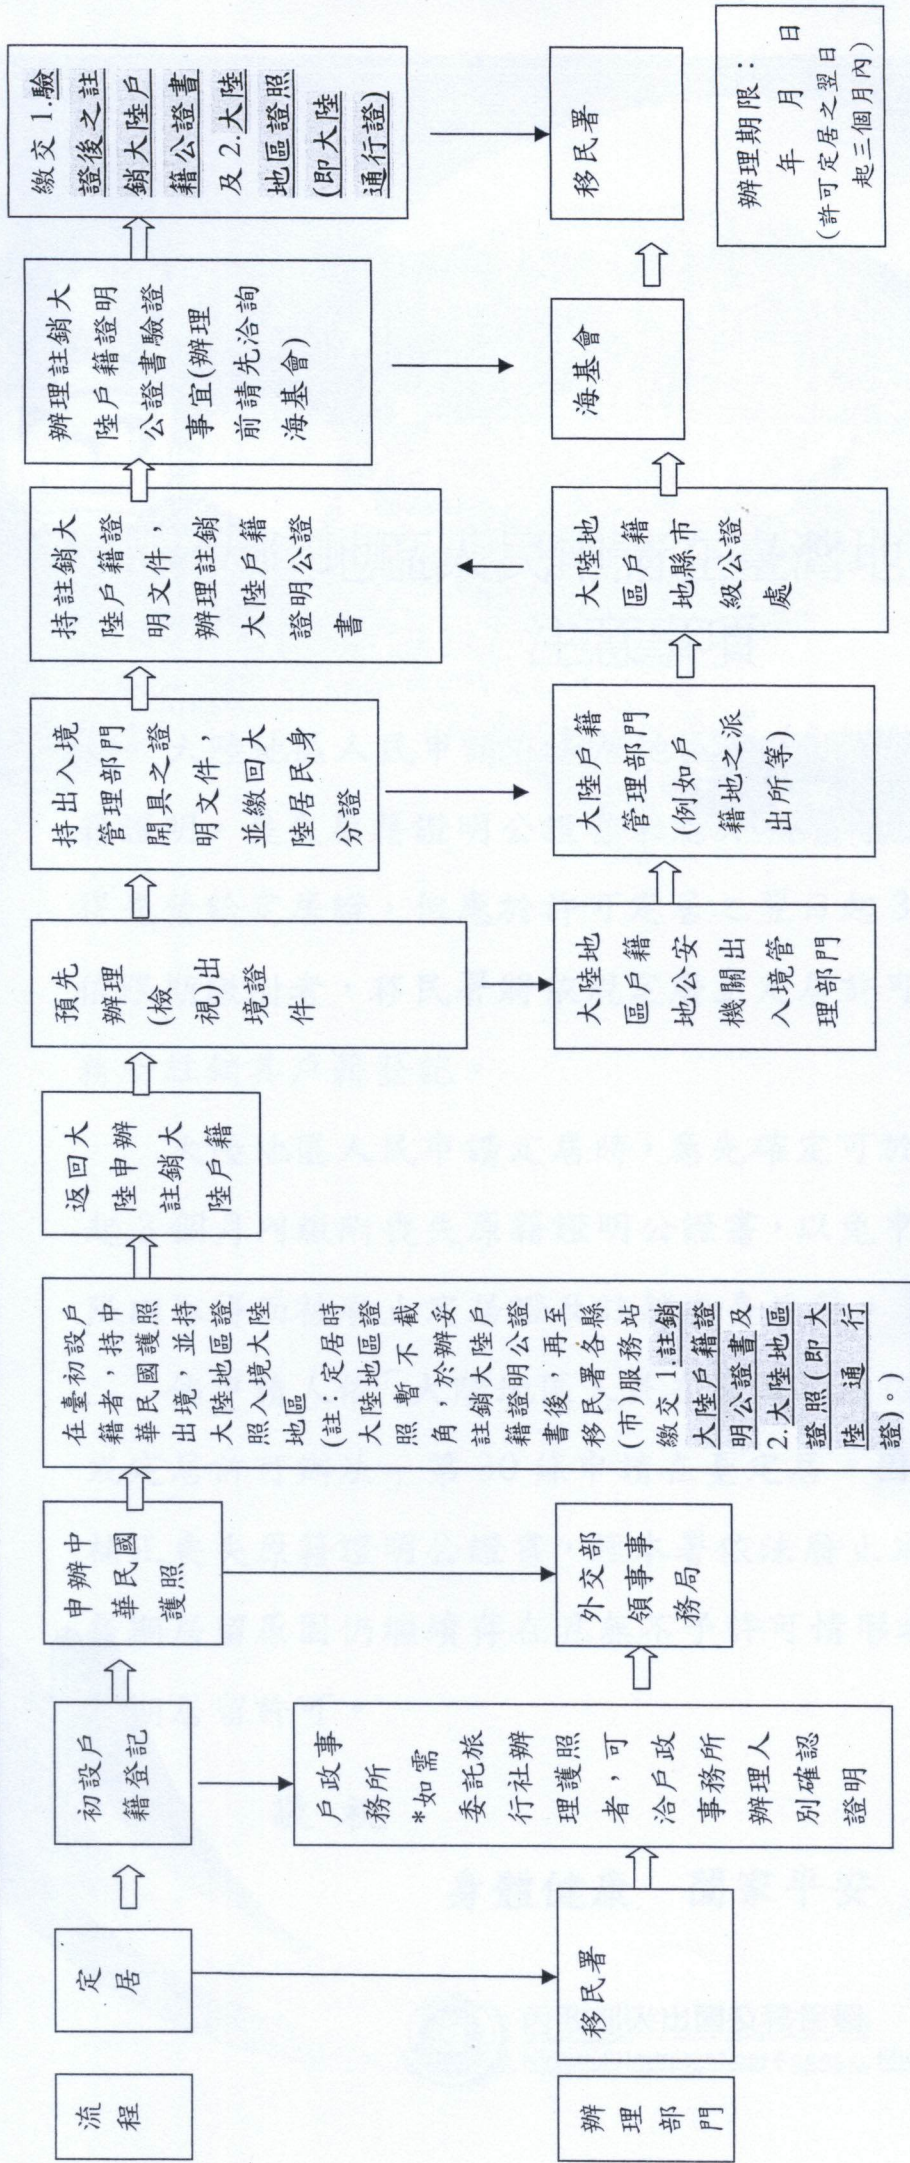 流
程
定
居
初設戶
籍登記
申辦中
華民國
護照
在臺初設戶
籍者，持中
華民國護照
出境，並持
大陸地區證
照入境大陸
地區
(註：定居時
大陸地區證
照暫不截
角，於辦妥
註銷大陸戶
籍證明公證
書後，再至
移民署各縣
(市)服務站
繳交 1.註銷
大陸戶籍證
明公證書及
2.大陸地區
證照(即大
陸通行
證)。)
返回大
陸申辦
註銷大
陸戶籍
預先
辦理
(檢
視)出
境證
件
持出入境
管理部門
開具之證
明文件，
並繳回大
陸居民身
分證
持註銷大
陸戶籍證
明文件，
辦理註銷
大陸戶籍
證明公證
書
辦理註銷大
陸戶籍證明
公證書驗證
事宜(辦理
前請先洽詢
海基會)
繳交 1.驗
證後之註
銷大陸戶
籍公證書
及 2.大陸
地區證照
(即大陸
通行證)
辦
理
部
門
移民署
戶政事
務所
*如需
委託旅
行社辦
理護照
者，可
洽戶政
事務所
辦理人
別確認
證明
外交部
領事事
務局
大陸地
區戶籍
地公安
機關出
入境管
理部門
大陸戶籍
管理部門
(例如戶
籍地之派
出所等)
大陸地
區戶籍
地縣市
級公證
處
海基會
移民署
辦理期限：
年 月 日
(許可定居之翌日
起三個月內)